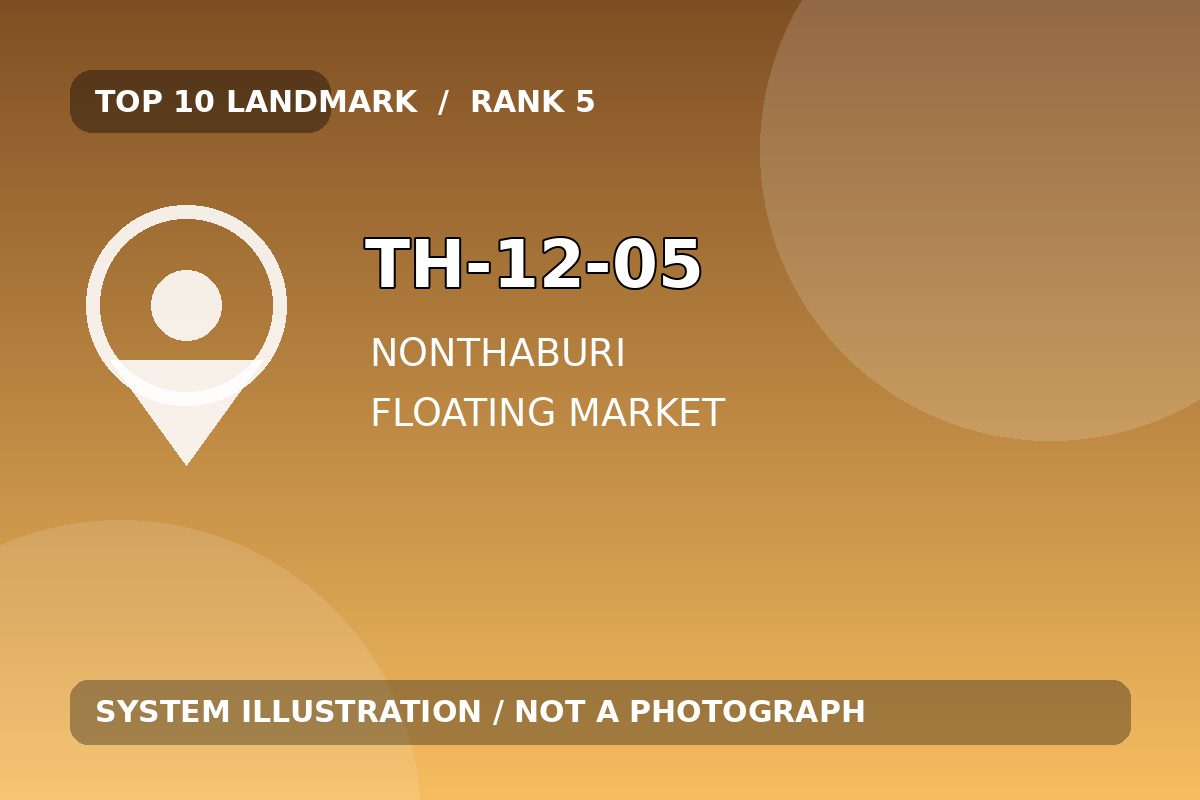 TOP 10 LANDMARK / RANK 5
TH-12-05
NONTHABURI
FLOATING MARKET
SYSTEM ILLUSTRATION / NOT A PHOTOGRAPH